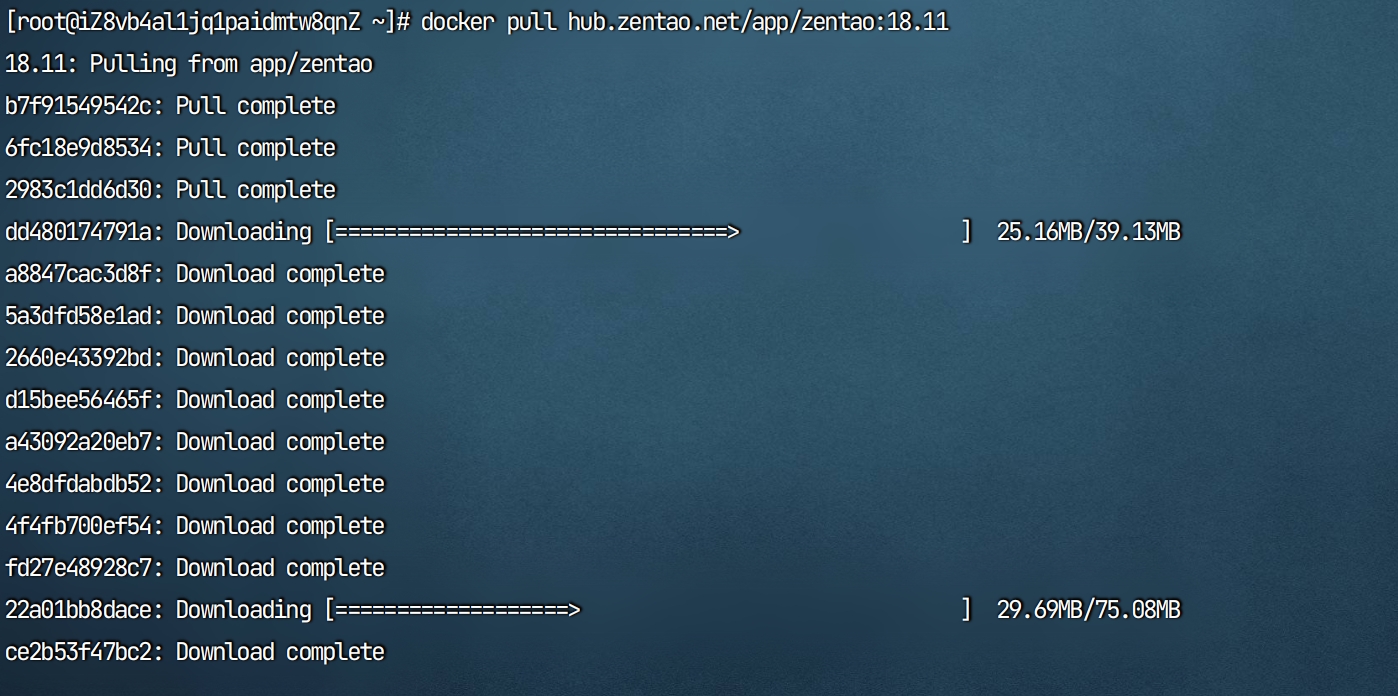 [root@iZ8vb4al1jq1paidmtw8qnZ ~]# docker pull hub.zentao.net/app/zentao:18.11
18.11: Pulling from app/zentao
b7f91549542c: Pull complete
6fc18e9d8534: Pull complete
2983c1dd6d30: Pull complete
dd480174791a: Downloading [================================>                  ]  25.16MB/39.13MB
a8847cac3d8f: Download complete
5a3dfd58e1ad: Download complete
2660e43392bd: Download complete
d15bee56465f: Download complete
a43092a20eb7: Download complete
4e8dfdabdb52: Download complete
4f4fb700ef54: Download complete
fd27e48928c7: Download complete
22a01bb8dace: Downloading [===================>                               ]  29.69MB/75.08MB
ce2b53f47bc2: Download complete